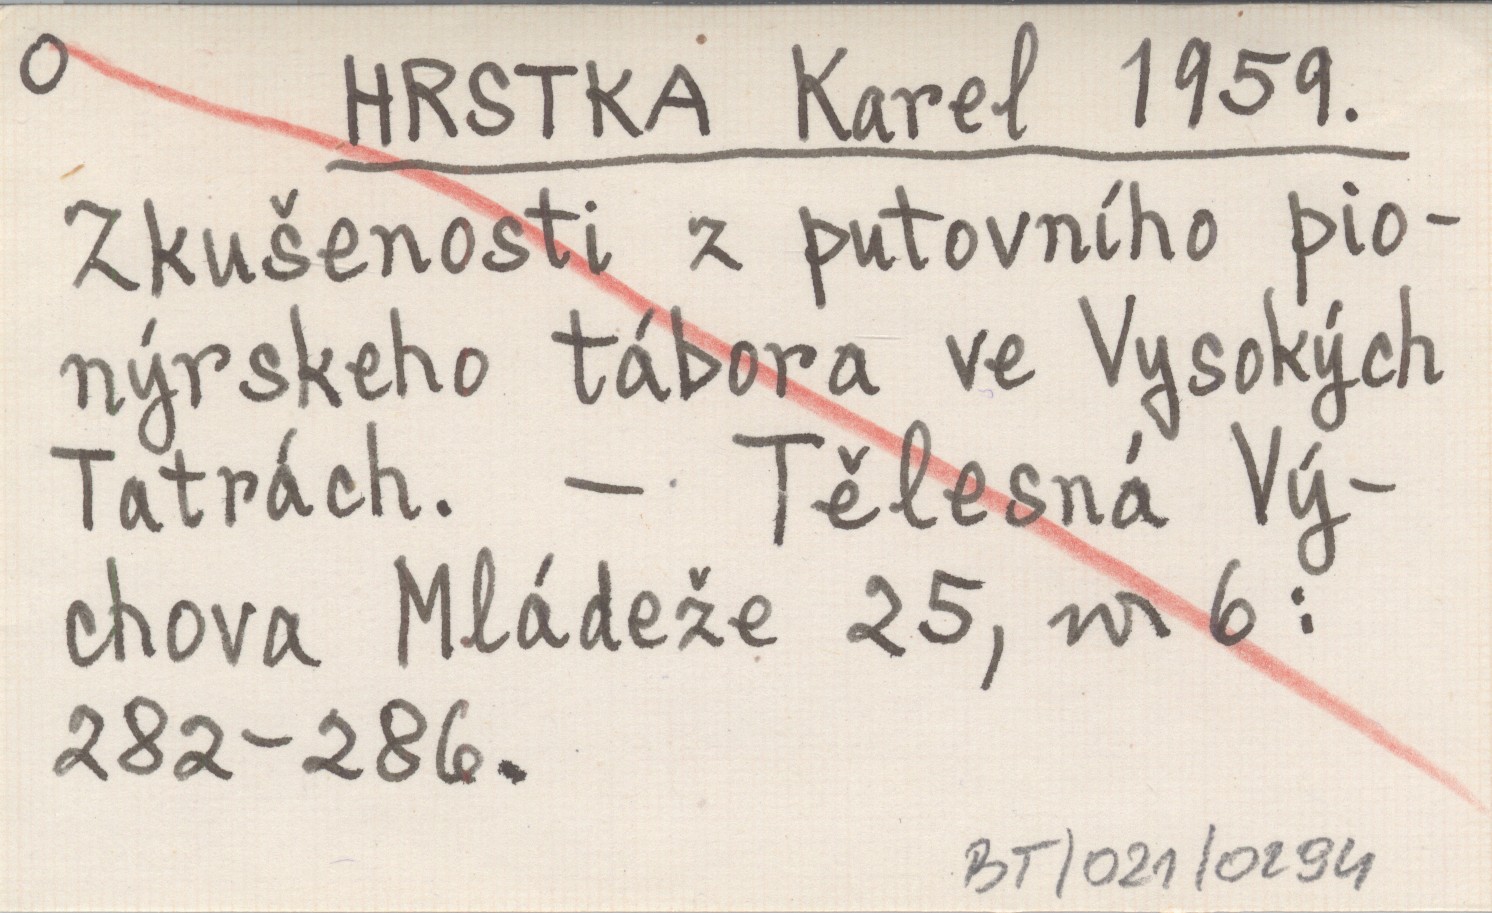 O HRSTKA Karel 1959.
Zkušenosti z putovního pio-
nýrskeho tábora ve Vysokých
Tatrách. – Tělesná Vý-
chova Mládeže 25, nr 6:
282-286.
BT/021/0294